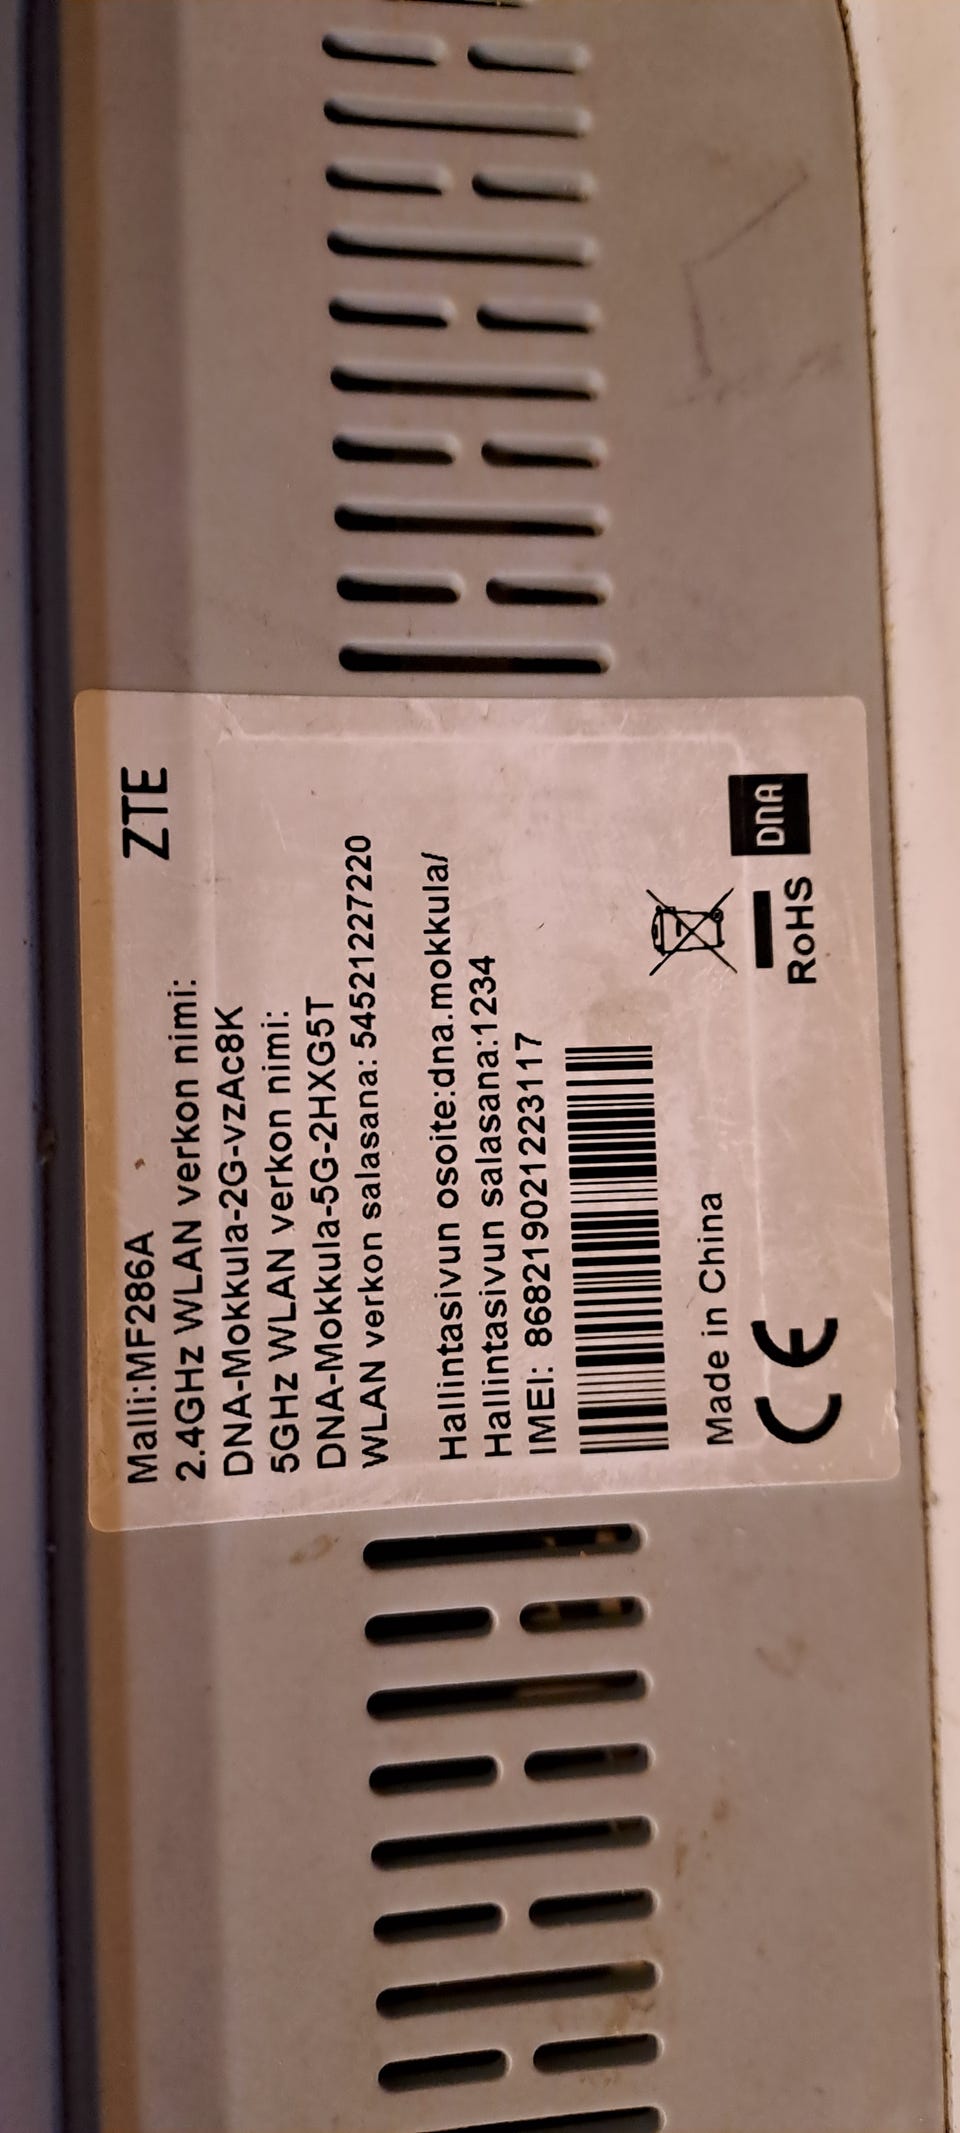 Malli:MF286A ZTE
2.4GHz WLAN verkon nimi:
DNA-Mokkula-2G-vzAc8K
5GHz WLAN verkon nimi:
DNA-Mokkula-5G-2HXG5T
WLAN verkon salasana: 54521227220
Hallintasivun osoite:dna.mokkula/
Hallintasivun salasana:1234
IMEI: 868219021223117
Made in China
CE RoHS DNA